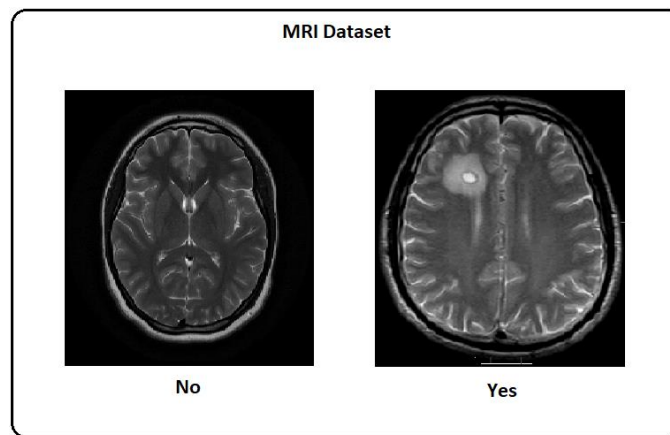 MRI Dataset
No
Yes